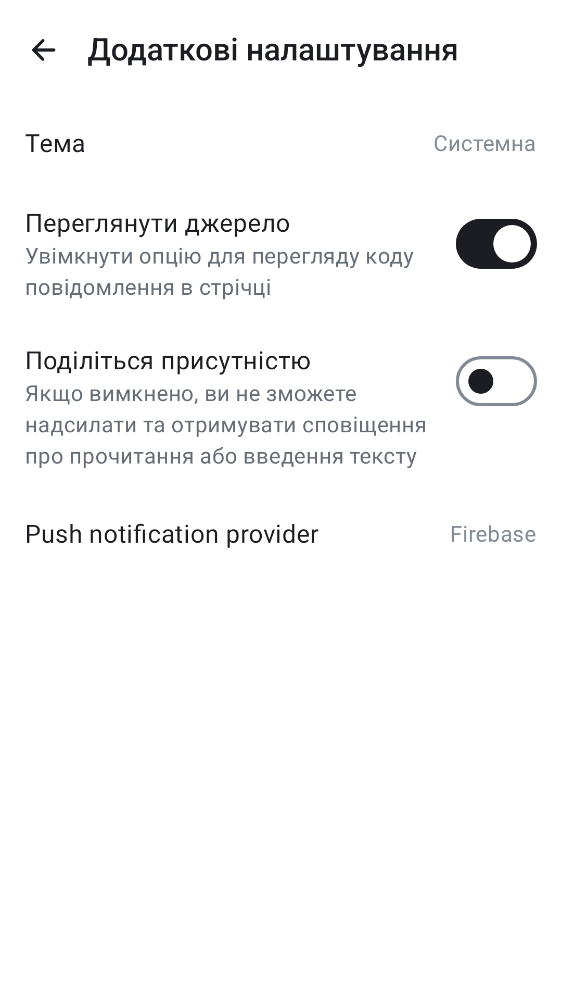 Додаткові налаштування
Тема
Системна
Переглянути джерело
Увімкнути опцію для перегляду коду
повідомлення в стрічці
Поділіться присутністю
Якщо вимкнено, ви не зможете
надсилати та отримувати сповіщення
про прочитання або введення тексту
Push notification provider
Firebase